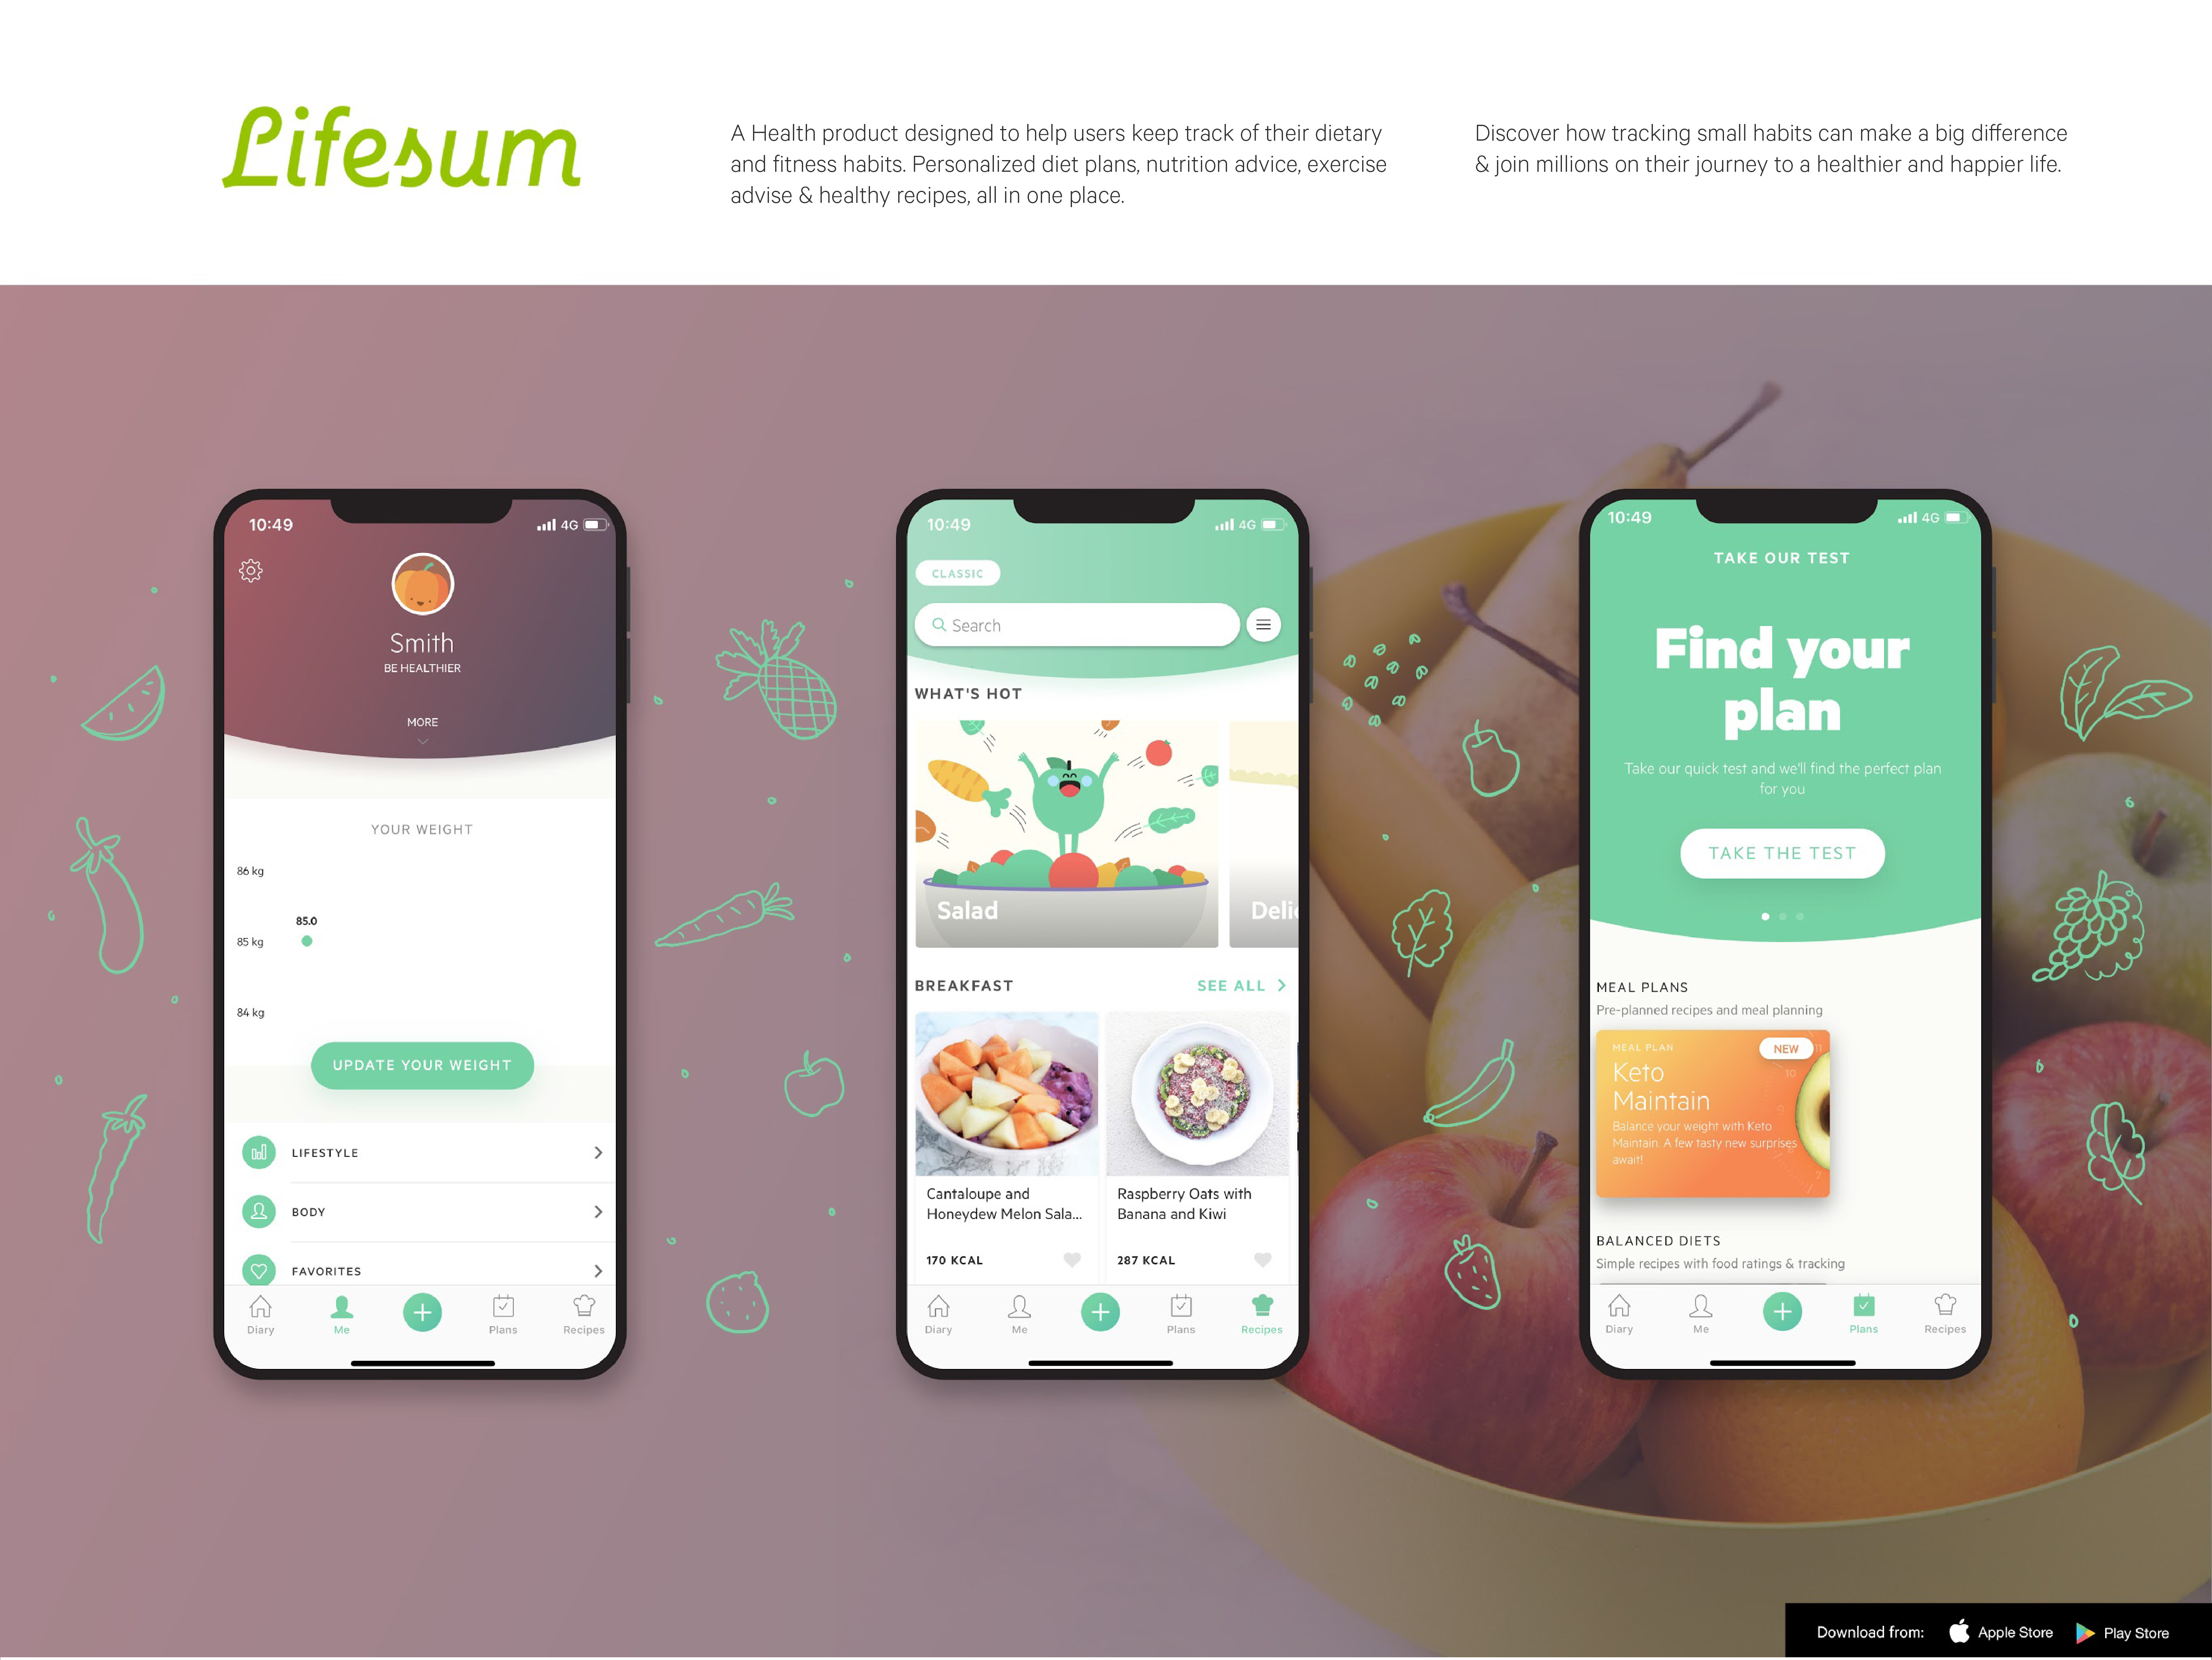 Lifesum
A Health product designed to help users keep track of their dietary
and fitness habits. Personalized diet plans, nutrition advice, exercise
advise & healthy recipes, all in one place.
Discover how tracking small habits can make a big difference
& join millions on their journey to a healthier and happier life.
10:49
4G
Smith
BE HEALTHIER
MORE
YOUR WEIGHT
86 kg
85.0
85 kg
84 kg
UPDATE YOUR WEIGHT
LIFESTYLE
BODY
FAVORITES
Diary
Me
Plans
Recipes
10:49
4G
CLASSIC
Search
WHAT'S HOT
Salad
Delic
BREAKFAST
SEE ALL
Cantaloupe and
Honeydew Melon Sala...
170 KCAL
Raspberry Oats with
Banana and Kiwi
287 KCAL
Diary
Me
Plans
Recipes
10:49
4G
TAKE OUR TEST
Find your
plan
Take our quick test and we'll find the perfect plan
for you
TAKE THE TEST
MEAL PLANS
Pre-planned recipes and meal planning
MEAL PLAN
NEW
11
10
9
7
Keto
Maintain
Balance your weight with Keto
Maintain. A few tasty new surprises
await!
BALANCED DIETS
Simple recipes with food ratings & tracking
Diary
Me
Plans
Recipes
Download from:
Apple Store
Play Store